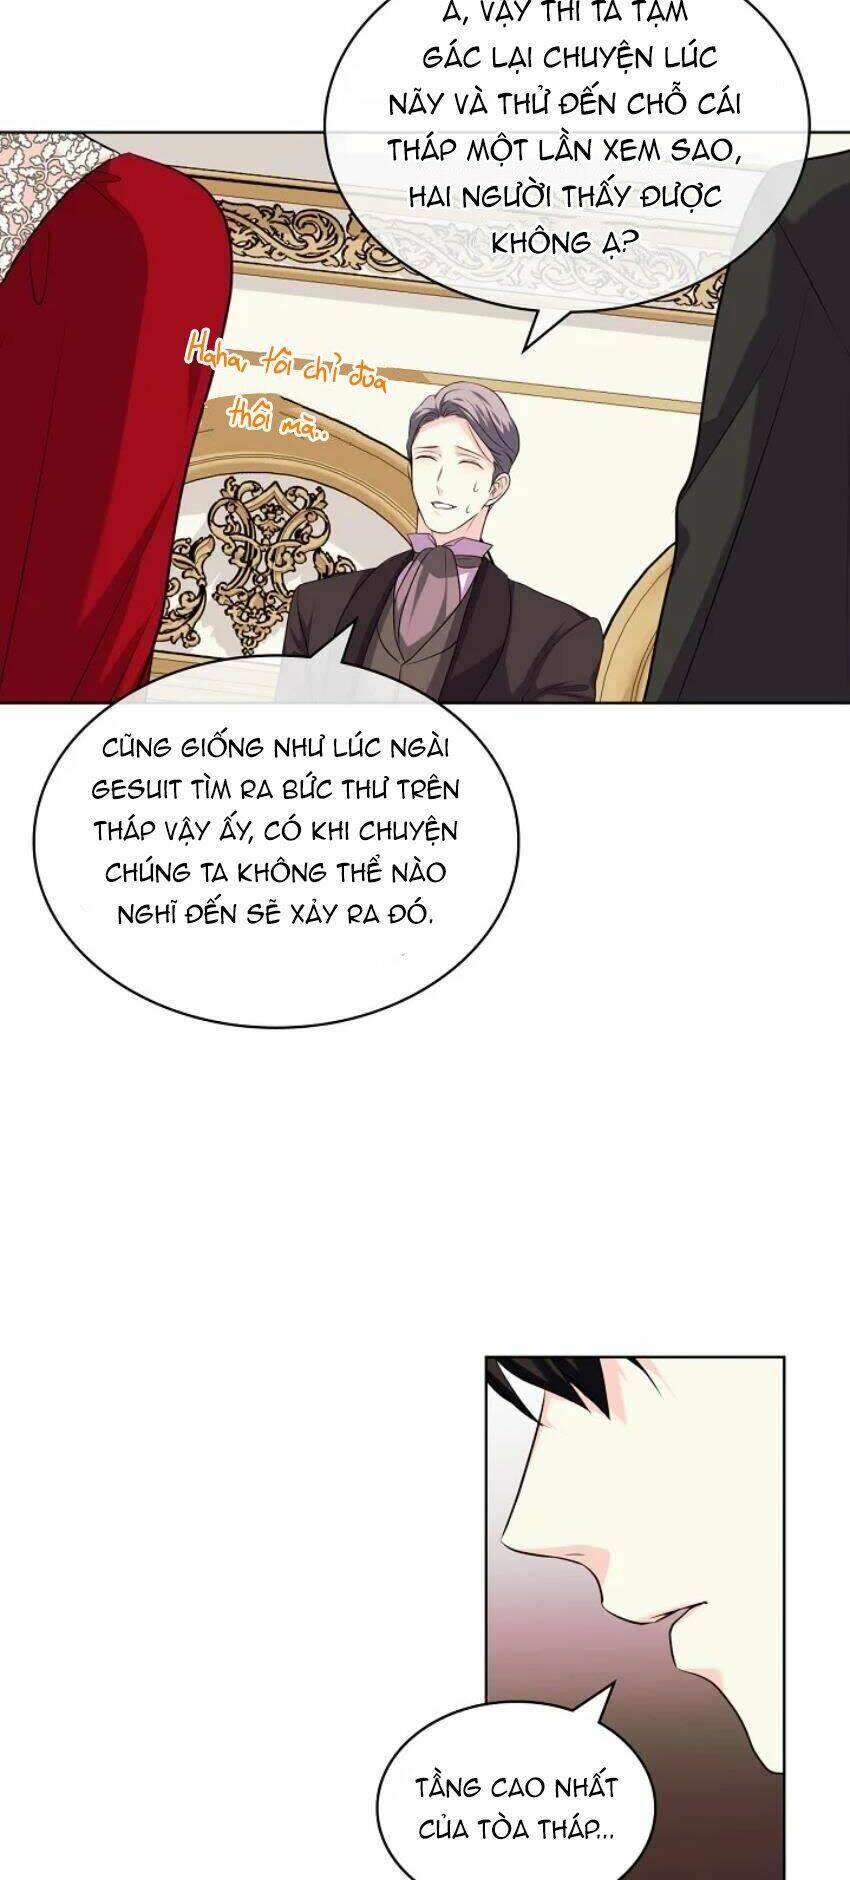 À, VẬY THÌ TA TẠM
GÁC LẠI CHUYỆN LÚC
NÃY VÀ THỬ ĐẾN CHỖ CÁI
THÁP MỘT LẦN XEM SAO,
HAI NGƯỜI THẤY ĐƯỢC
KHÔNG Ạ?
Haha, tôi chỉ đùa
thôi mà..
CŨNG GIỐNG NHƯ LÚC NGÀI
GESUIT TÌM RA BỨC THƯ TRÊN
THÁP VẬY ẤY, CÓ KHI CHUYỆN
CHÚNG TA KHÔNG THỂ NÀO
NGHĨ ĐẾN SẼ XẢY RA ĐÓ.
TẦNG CAO NHẤT
CỦA TÒA THÁP...